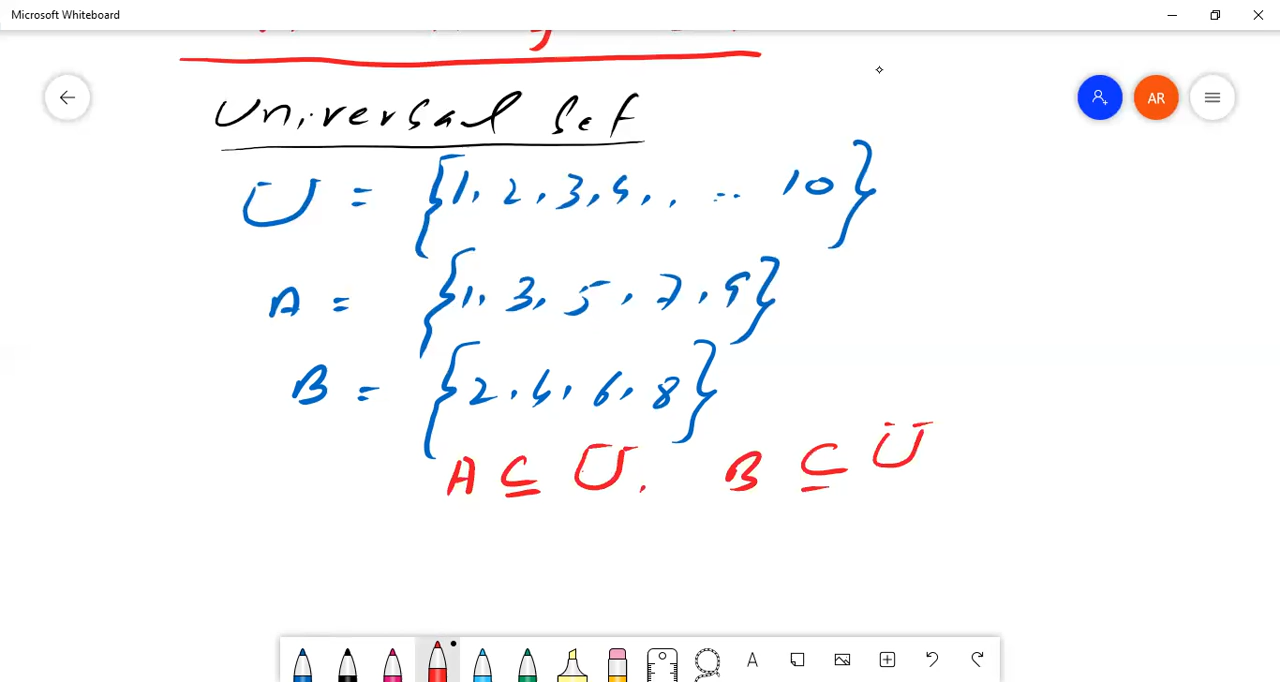 Microsoft Whiteboard
AR
Universal Set
U = {1, 2, 3, 4, , .. 10}
A = {1, 3, 5, 7, 9}
B = {2, 4, 6, 8}
A ⊆ U, B ⊆ U
A